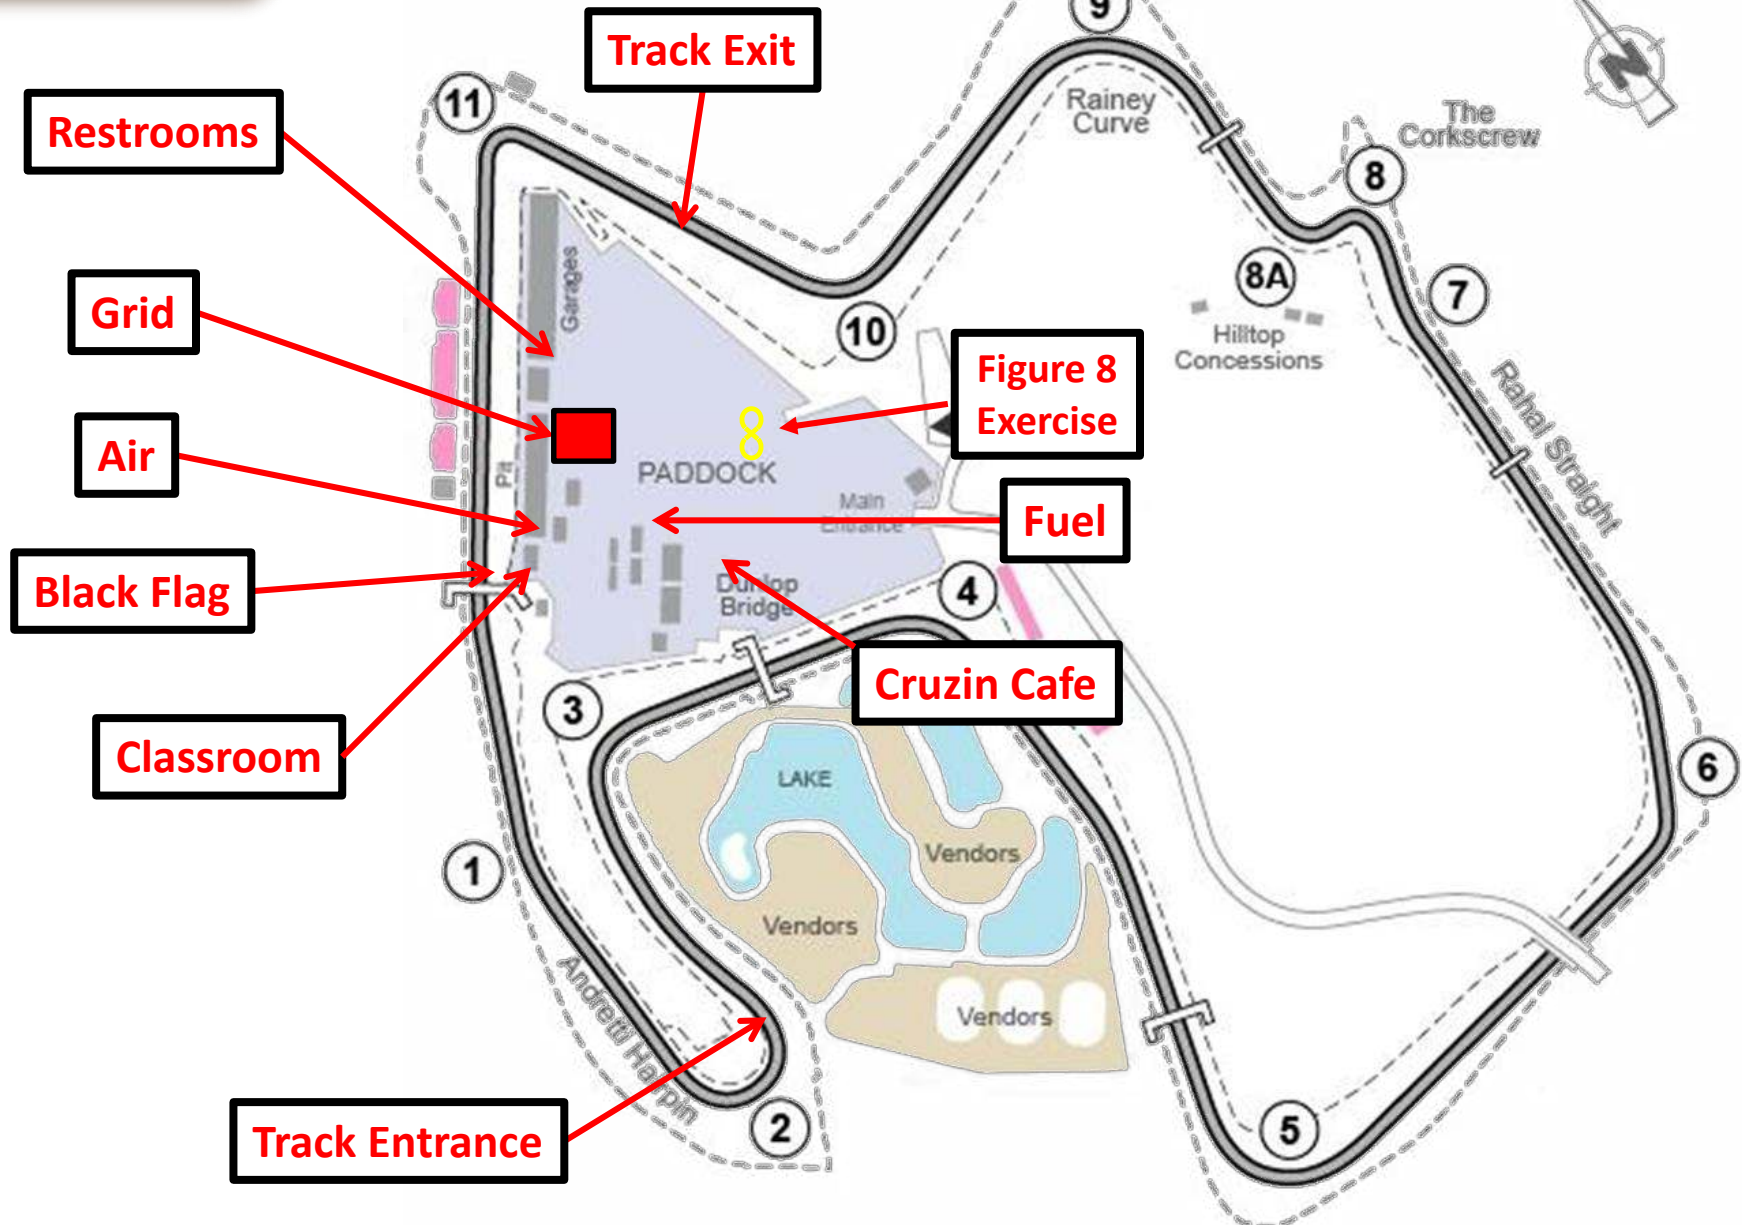 9
Track Exit
N
11
Rainey
Curve
The
Corkscrew
Restrooms
8
Garages
8A
7
Grid
10
Hilltop
Concessions
Figure 8
Exercise
Rahal Straight
Air
Pit
PADDOCK
Main
Entrance
Fuel
Black Flag
Dunlop
Bridge
4
Cruzin Cafe
3
Classroom
LAKE
6
1
Vendors
Vendors
Andretti Hairpin
Vendors
Track Entrance
2
5